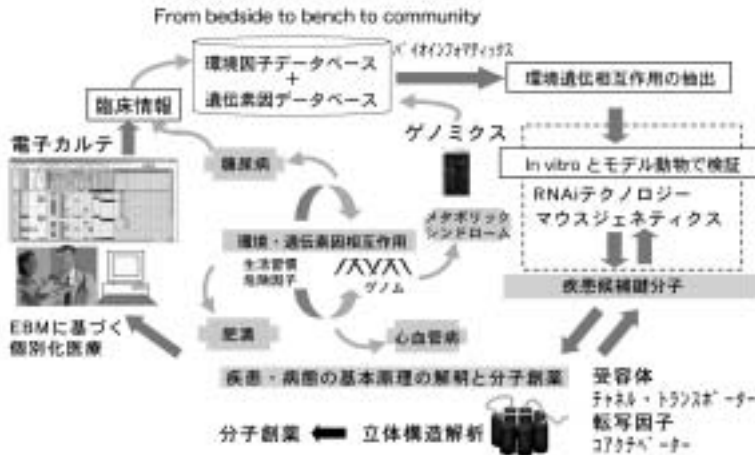 From bedside to bench to community
環境因子データベース
+
遺伝素因データベース
バイオインフォマティックス
環境遺伝相互作用の抽出
臨床情報
電子カルテ
糖尿病
ゲノミクス
In vitro とモデル動物で検証
RNAiテクノロジー
マウスジェネティクス
メタボリック
シンドローム
環境・遺伝素因相互作用
生活習慣
危険因子
ゲノム
疾患候補鍵分子
EBMに基づく
個別化医療
肥満
心血管病
疾患・病態の基本原理の解明と分子創薬
受容体
チャネル・トランスポーター
転写因子
コアクチベーター
分子創薬
立体構造解析